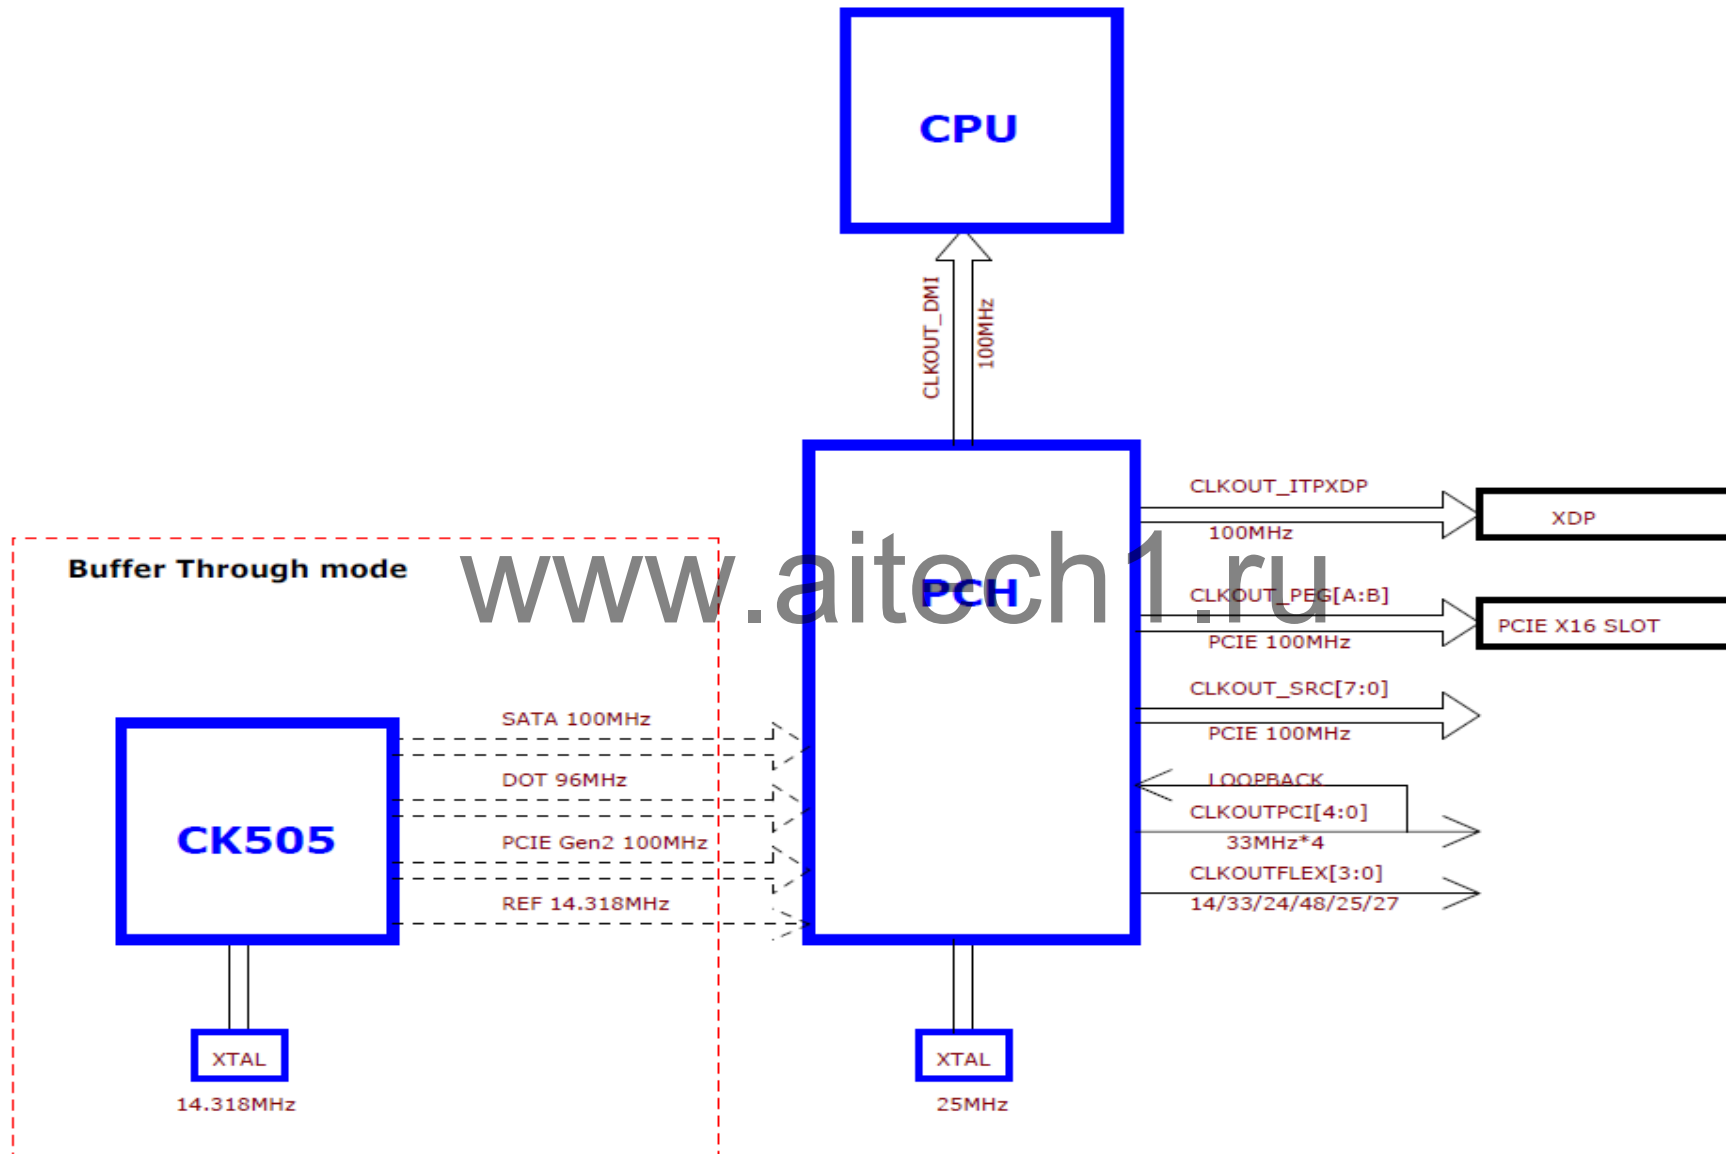 CPU
CLKOUT_DMI
100MHz
CLKOUT_ITPXDP
100MHz
XDP
Buffer Through mode
www.aitech1.ru
PCH
CLKOUT_PEG[A:B]
PCIE 100MHz
PCIE X16 SLOT
CLKOUT_SRC[7:0]
PCIE 100MHz
SATA 100MHz
DOT 96MHz
PCIE Gen2 100MHz
REF 14.318MHz
CK505
LOOPBACK
CLKOUTPCI[4:0]
33MHz*4
CLKOUTFLEX[3:0]
14/33/24/48/25/27
XTAL
14.318MHz
XTAL
25MHz